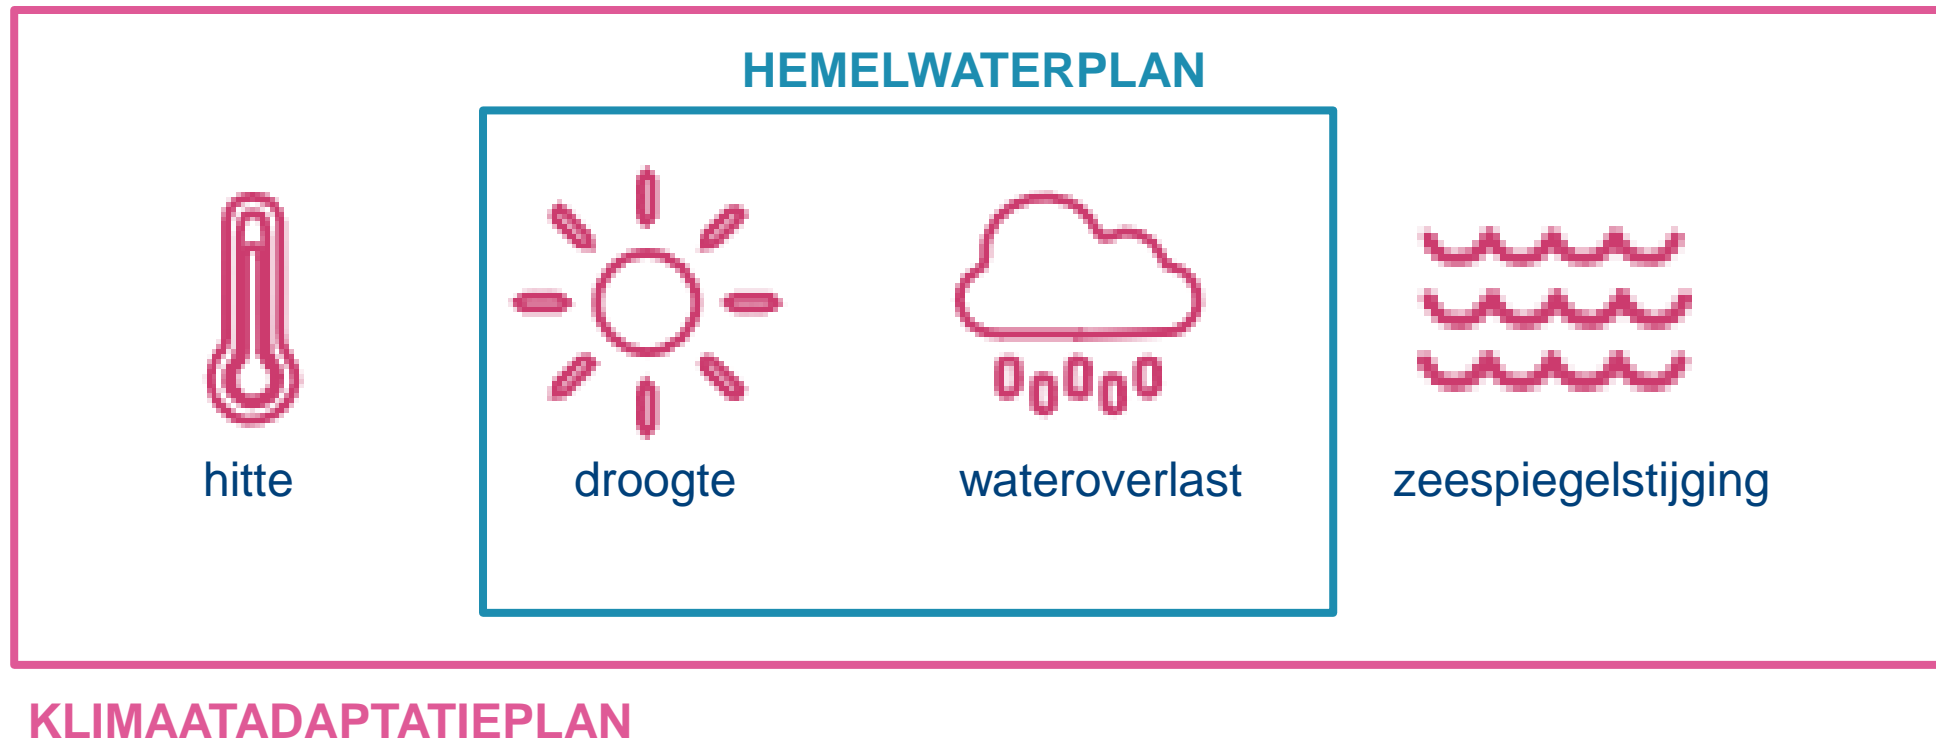 HEMELWATERPLAN
hitte droogte wateroverlast zeespiegelstijging
KLIMAATADAPTATIEPLAN